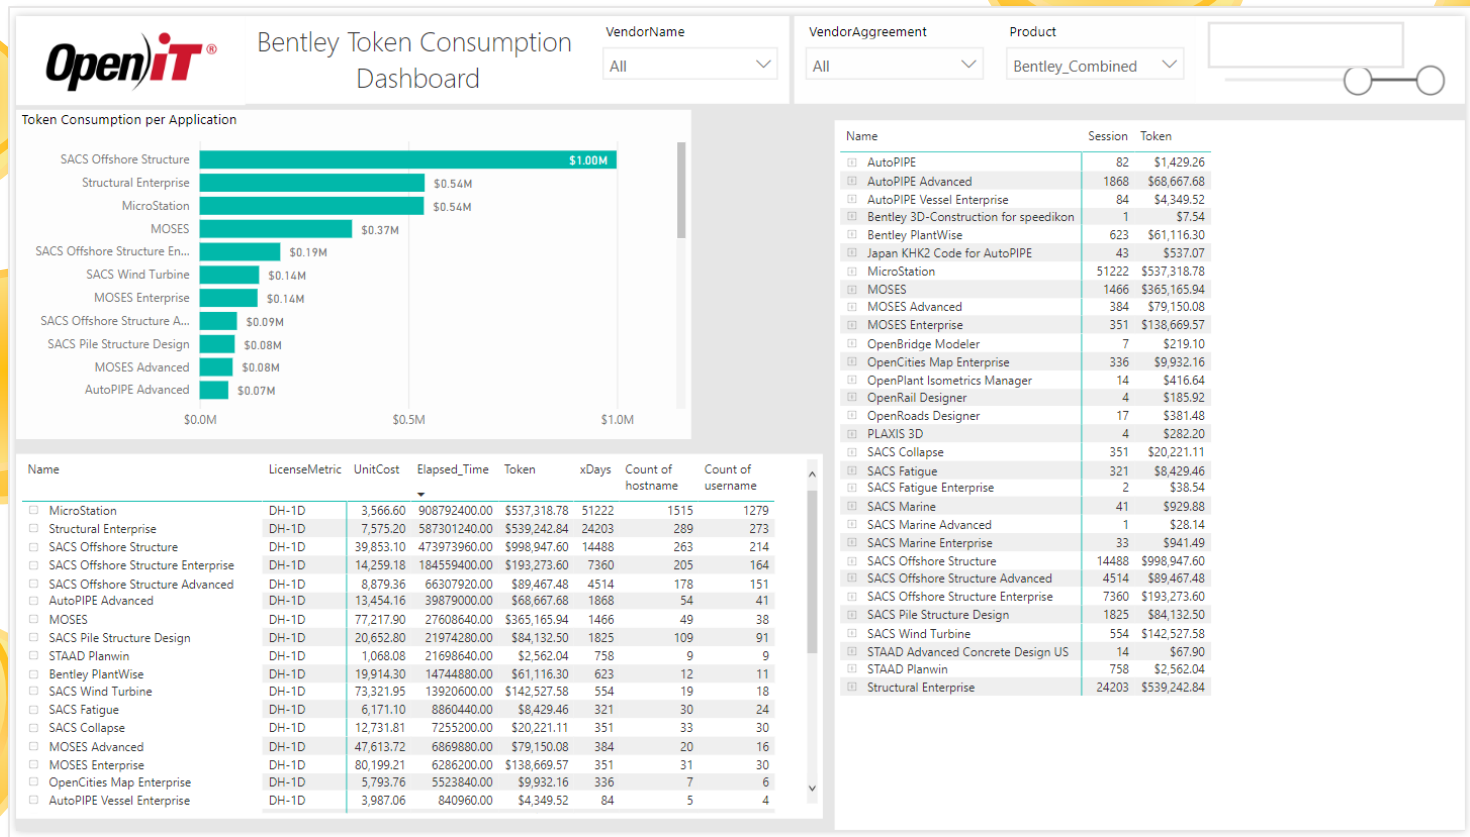 OpeniT®
Bentley Token Consumption
Dashboard
VendorName
All
VendorAggreement
All
Product
Bentley_Combined
Token Consumption per Application
SACS Offshore Structure $1.00M
Structural Enterprise $0.54M
MicroStation $0.54M
MOSES $0.37M
SACS Offshore Structure En... $0.19M
SACS Wind Turbine $0.14M
MOSES Enterprise $0.14M
SACS Offshore Structure A... $0.09M
SACS Pile Structure Design $0.08M
MOSES Advanced $0.08M
AutoPIPE Advanced $0.07M
$0.0M $0.5M $1.0M
Name LicenseMetric UnitCost Elapsed_Time Token xDays Count of hostname Count of username
MicroStation DH-1D 3,566.60 908792400.00 $537,318.78 51222 1515 1279
Structural Enterprise DH-1D 7,575.20 587301240.00 $539,242.84 24203 289 273
SACS Offshore Structure DH-1D 39,853.10 473973960.00 $998,947.60 14488 263 214
SACS Offshore Structure Enterprise DH-1D 14,259.18 184559400.00 $193,273.60 7360 205 164
SACS Offshore Structure Advanced DH-1D 8,879.36 66307920.00 $89,467.48 4514 178 151
AutoPIPE Advanced DH-1D 13,454.16 39879000.00 $68,667.68 1868 54 41
MOSES DH-1D 77,217.90 27608640.00 $365,165.94 1466 49 38
SACS Pile Structure Design DH-1D 20,652.80 21974280.00 $84,132.50 1825 109 91
STAAD Planwin DH-1D 1,068.08 21698640.00 $2,562.04 758 9 9
Bentley PlantWise DH-1D 19,914.30 14744880.00 $61,116.30 623 12 11
SACS Wind Turbine DH-1D 73,321.95 13920600.00 $142,527.58 554 19 18
SACS Fatigue DH-1D 6,171.10 8860440.00 $8,429.46 321 30 24
SACS Collapse DH-1D 12,731.81 7255200.00 $20,221.11 351 33 30
MOSES Advanced DH-1D 47,613.72 6869880.00 $79,150.08 384 20 16
MOSES Enterprise DH-1D 80,199.21 6286200.00 $138,669.57 351 31 30
OpenCities Map Enterprise DH-1D 5,793.76 5523840.00 $9,932.16 336 7 6
AutoPIPE Vessel Enterprise DH-1D 3,987.06 840960.00 $4,349.52 84 5 4
Name Session Token
AutoPIPE 82 $1,429.26
AutoPIPE Advanced 1868 $68,667.68
AutoPIPE Vessel Enterprise 84 $4,349.52
Bentley 3D-Construction for speedikon 1 $7.54
Bentley PlantWise 623 $61,116.30
Japan KHK2 Code for AutoPIPE 43 $537.07
MicroStation 51222 $537,318.78
MOSES 1466 $365,165.94
MOSES Advanced 384 $79,150.08
MOSES Enterprise 351 $138,669.57
OpenBridge Modeler 7 $219.10
OpenCities Map Enterprise 336 $9,932.16
OpenPlant Isometrics Manager 14 $416.64
OpenRail Designer 4 $185.92
OpenRoads Designer 17 $381.48
PLAXIS 3D 4 $282.20
SACS Collapse 351 $20,221.11
SACS Fatigue 321 $8,429.46
SACS Fatigue Enterprise 2 $38.54
SACS Marine 41 $929.88
SACS Marine Advanced 1 $28.14
SACS Marine Enterprise 33 $941.49
SACS Offshore Structure 14488 $998,947.60
SACS Offshore Structure Advanced 4514 $89,467.48
SACS Offshore Structure Enterprise 7360 $193,273.60
SACS Pile Structure Design 1825 $84,132.50
SACS Wind Turbine 554 $142,527.58
STAAD Advanced Concrete Design US 14 $67.90
STAAD Planwin 758 $2,562.04
Structural Enterprise 24203 $539,242.84